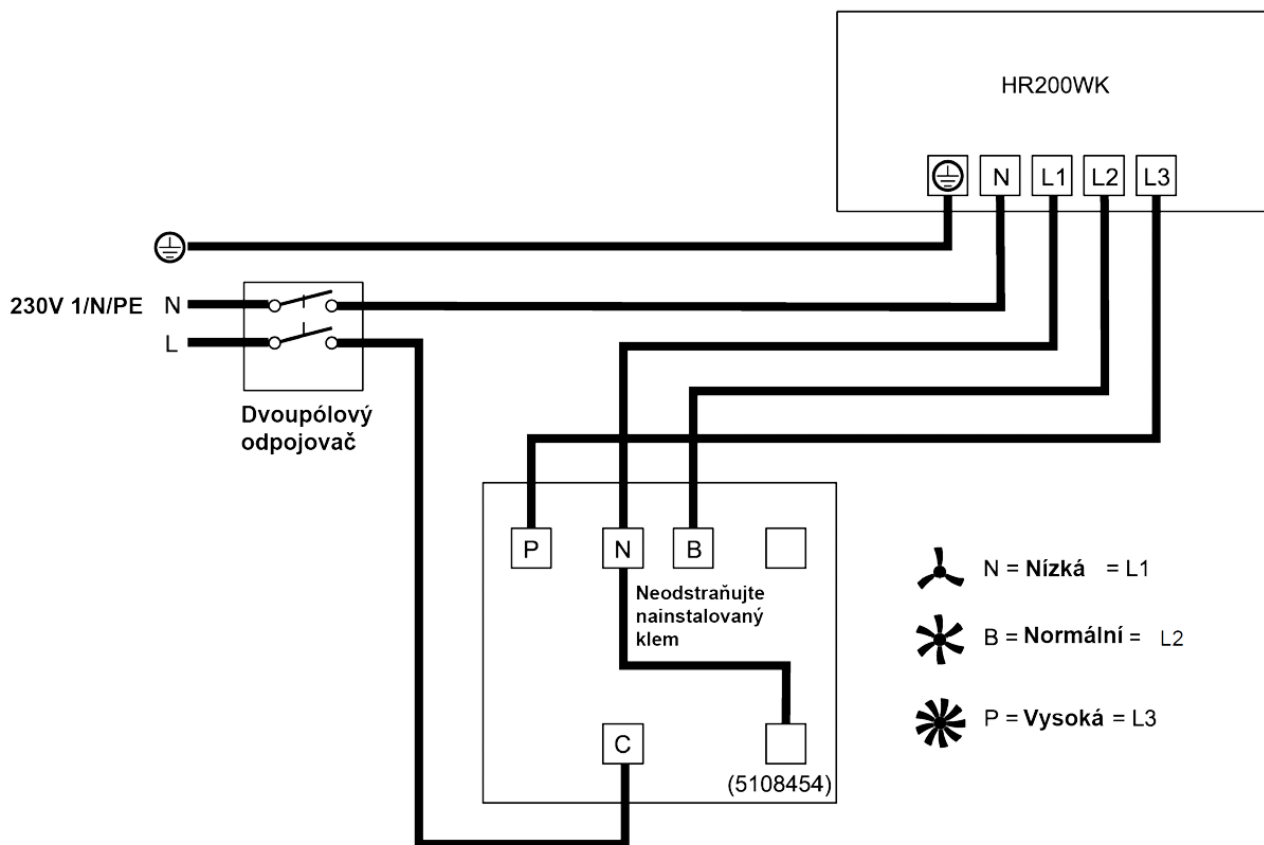 HR200WK
N L1 L2 L3
230V 1/N/PE N
L
Dvoupólový
odpojovač
P N B
Neodstraňujte
nainstalovaný
klem
C
(5108454)
N = Nízká = L1
B = Normální = L2
P = Vysoká = L3